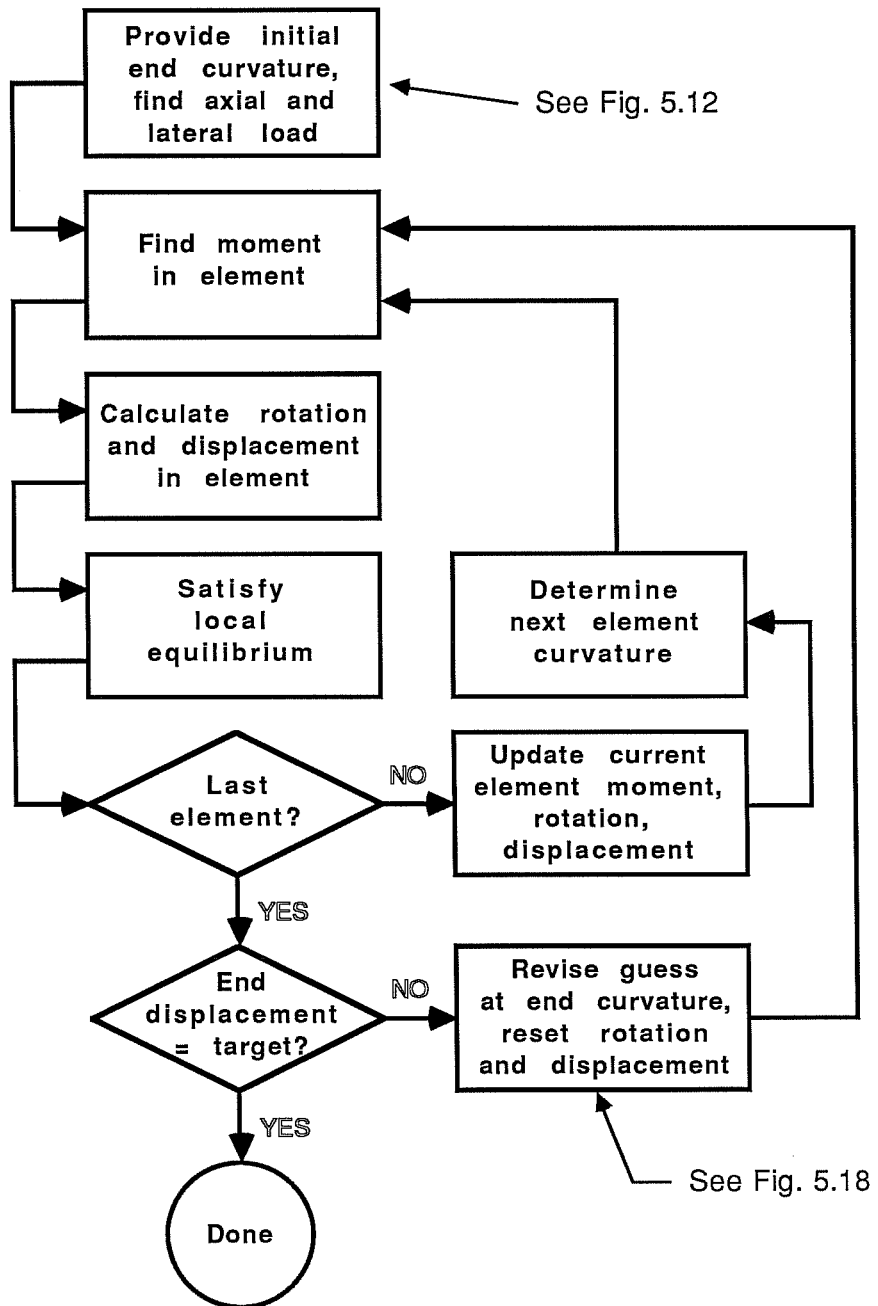 Provide initial
end curvature,
find axial and
lateral load
See Fig. 5.12
Find moment
in element
Calculate rotation
and displacement
in element
Satisfy
local
equilibrium
Determine
next element
curvature
Last
element?
NO
Update current
element moment,
rotation,
displacement
YES
End
displacement
= target?
NO
Revise guess
at end curvature,
reset rotation
and displacement
YES
See Fig. 5.18
Done